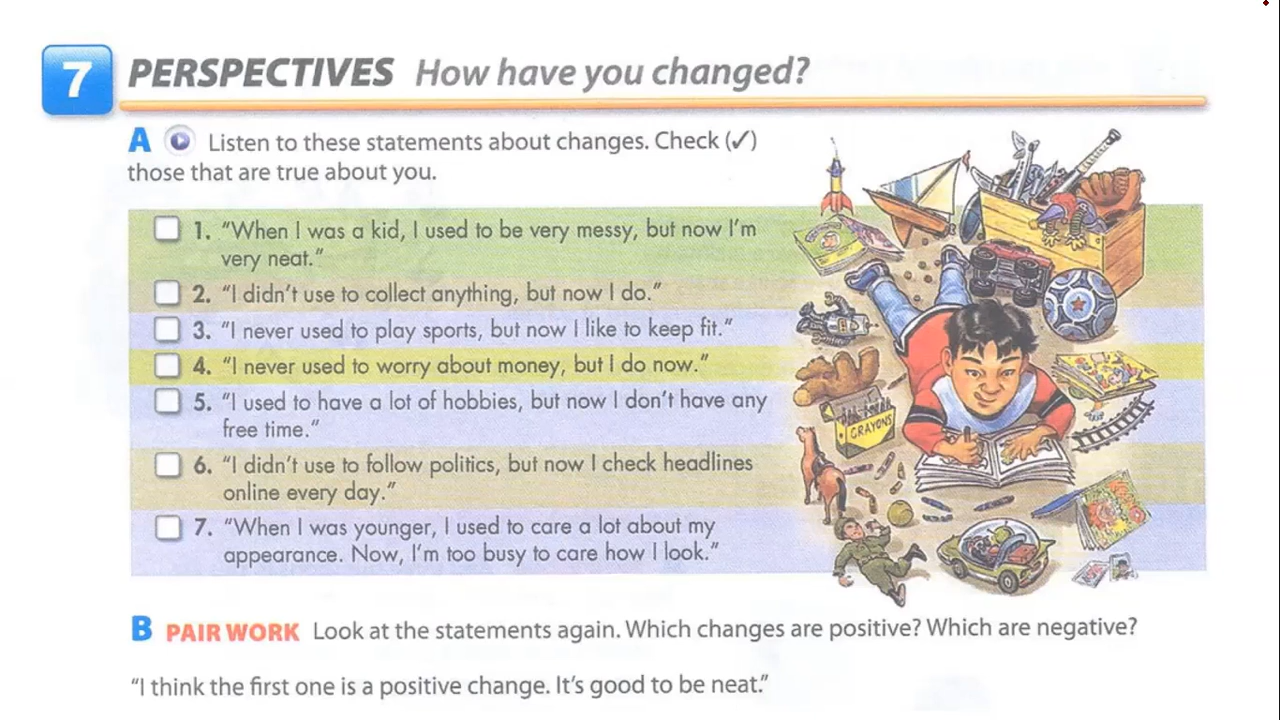 7 PERSPECTIVES How have you changed?
A Listen to these statements about changes. Check (✓)
those that are true about you.
1. “When I was a kid, I used to be very messy, but now I’m
very neat.”
2. “I didn’t use to collect anything, but now I do.”
3. “I never used to play sports, but now I like to keep fit.”
4. “I never used to worry about money, but I do now.”
5. “I used to have a lot of hobbies, but now I don’t have any
free time.”
6. “I didn’t use to follow politics, but now I check headlines
online every day.”
7. “When I was younger, I used to care a lot about my
appearance. Now, I’m too busy to care how I look.”
CRAYONS
B PAIR WORK Look at the statements again. Which changes are positive? Which are negative?
“I think the first one is a positive change. It’s good to be neat.”